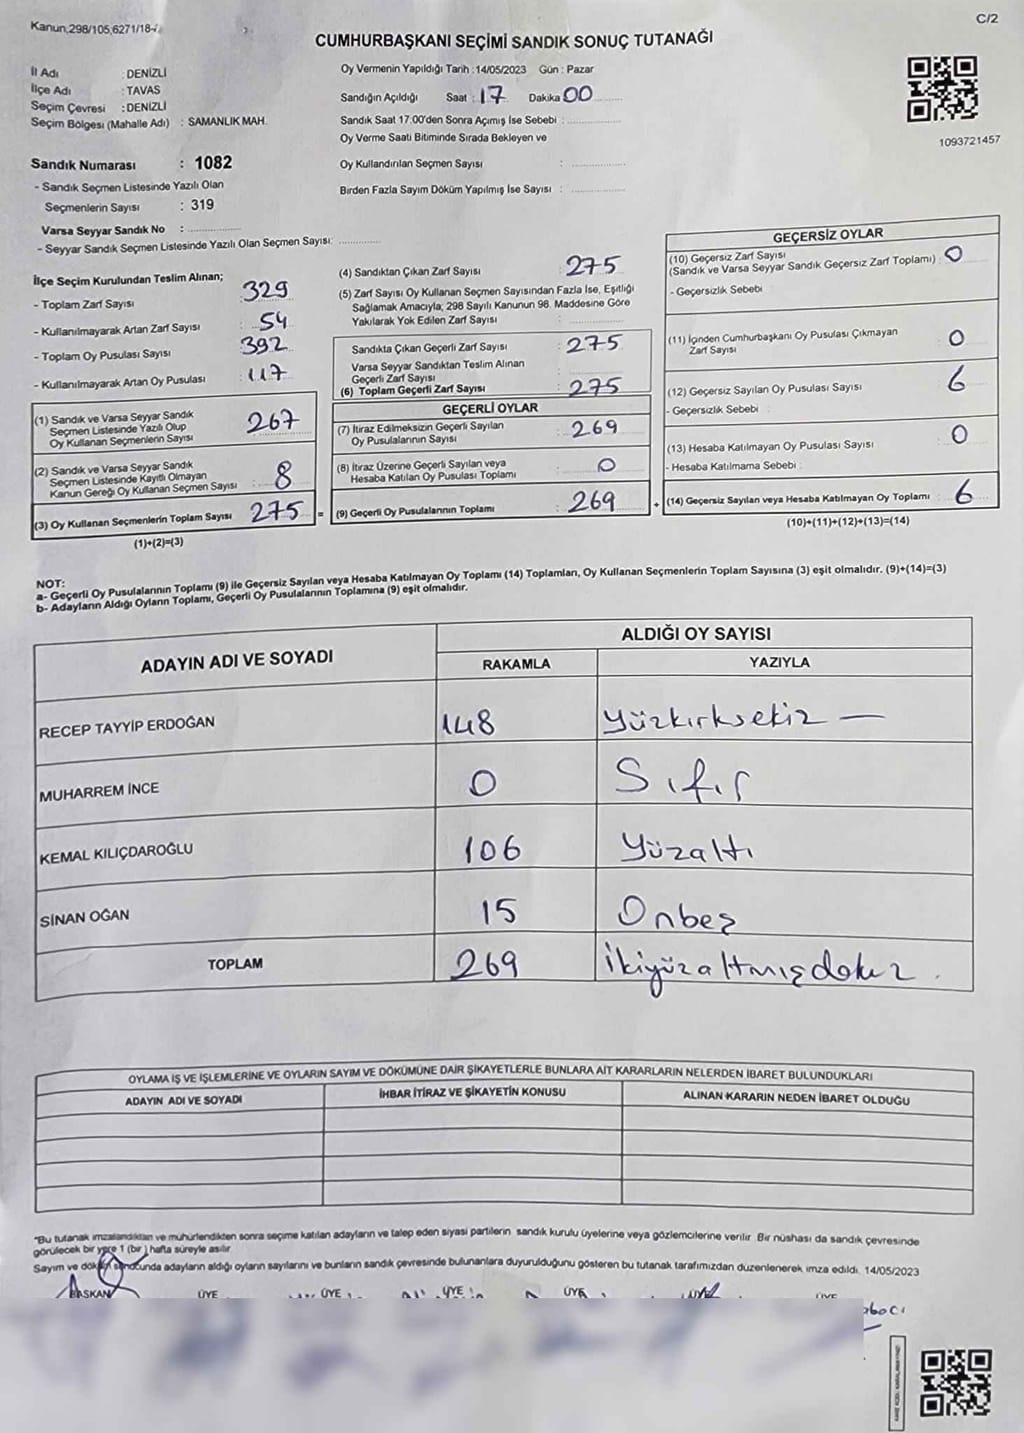 Kanun,298/105,6271/18-
C/2
CUMHURBAŞKANI SEÇİMİ SANDIK SONUÇ TUTANAĞI
İl Adı : DENİZLİ
İlçe Adı : TAVAS
Seçim Çevresi : DENİZLİ
Seçim Bölgesi (Mahalle Adı) : SAMANLIK MAH.
Sandık Numarası : 1082
- Sandık Seçmen Listesinde Yazılı Olan
Seçmenlerin Sayısı : 319
Varsa Seyyar Sandık No :
- Seyyar Sandık Seçmen Listesinde Yazılı Olan Seçmen Sayısı:
Oy Vermenin Yapıldığı Tarih :14/05/2023 Gün : Pazar
Sandığın Açıldığı Saat : 17 Dakika 00
Sandık Saat 17.00'den Sonra Açımış İse Sebebi :
Oy Verme Saati Bitiminde Sırada Bekleyen ve
Oy Kullandırılan Seçmen Sayısı :
Birden Fazla Sayım Döküm Yapılmış İse Sayısı :
1093721457
İlçe Seçim Kurulundan Teslim Alınan;
- Toplam Zarf Sayısı : 329
- Kullanılmayarak Artan Zarf Sayısı : 54
- Toplam Oy Pusulası Sayısı : 392
- Kullanılmayarak Artan Oy Pusulası : 117
(1) Sandık ve Varsa Seyyar Sandık
Seçmen Listesinde Yazılı Olup
Oy Kullanan Seçmenlerin Sayısı : 267
(2) Sandık ve Varsa Seyyar Sandık
Seçmen Listesinde Kayıtlı Olmayan
Kanun Gereği Oy Kullanan Seçmen Sayısı : 8
(3) Oy Kullanan Seçmenlerin Toplam Sayısı 275 =
(1)+(2)=(3)
(4) Sandıktan Çıkan Zarf Sayısı : 275
(5) Zarf Sayısı Oy Kullanan Seçmen Sayısından Fazla İse, Eşitliği
Sağlamak Amacıyla; 298 Sayılı Kanunun 98. Maddesine Göre
Yakılarak Yok Edilen Zarf Sayısı :
Sandıkta Çıkan Geçerli Zarf Sayısı : 275
Varsa Seyyar Sandıktan Teslim Alınan
Geçerli Zarf Sayısı
(6) Toplam Geçerli Zarf Sayısı : 275
GEÇERLİ OYLAR
(7) İtiraz Edilmeksizin Geçerli Sayılan
Oy Pusulalarının Sayısı : 269
(8) İtiraz Üzerine Geçerli Sayılan veya
Hesaba Katılan Oy Pusulası Toplamı : 0
(9) Geçerli Oy Pusulalarının Toplamı : 269 +
GEÇERSİZ OYLAR
(10) Geçersiz Zarf Sayısı
(Sandık ve Varsa Seyyar Sandık Geçersiz Zarf Toplamı) : 0
- Geçersizlik Sebebi :
(11) İçinden Cumhurbaşkanı Oy Pusulası Çıkmayan
Zarf Sayısı : 0
(12) Geçersiz Sayılan Oy Pusulası Sayısı : 6
- Geçersizlik Sebebi :
(13) Hesaba Katılmayan Oy Pusulası Sayısı : 0
- Hesaba Katılmama Sebebi :
(14) Geçersiz Sayılan veya Hesaba Katılmayan Oy Toplamı : 6
(10)+(11)+(12)+(13)=(14)
NOT:
a- Geçerli Oy Pusulalarının Toplamı (9) ile Geçersiz Sayılan veya Hesaba Katılmayan Oy Toplamı (14) Toplamları, Oy Kullanan Seçmenlerin Toplam Sayısına (3) eşit olmalıdır. (9)+(14)=(3)
b- Adayların Aldığı Oyların Toplamı, Geçerli Oy Pusulalarının Toplamına (9) eşit olmalıdır.
ADAYIN ADI VE SOYADI ALDIĞI OY SAYISI
RAKAMLA YAZIYLA
RECEP TAYYİP ERDOĞAN 148 Yüzkırksekiz —
MUHARREM İNCE 0 Sıfır
KEMAL KILIÇDAROĞLU 106 Yüzaltı
SİNAN OĞAN 15 Onbeş
TOPLAM 269 İkiyüzaltmışdokuz.
OYLAMA İŞ VE İŞLEMLERİNE VE OYLARIN SAYIM VE DÖKÜMÜNE DAİR ŞİKAYETLERLE BUNLARA AİT KARARLARIN NELERDEN İBARET BULUNDUKLARI
ADAYIN ADI VE SOYADI İHBAR İTİRAZ VE ŞİKAYETİN KONUSU ALINAN KARARIN NEDEN İBARET OLDUĞU
*Bu tutanak imzalandıktan ve mühürlendikten sonra seçime katılan adayların ve talep eden siyasi partilerin sandık kurulu üyelerine veya gözlemcilerine verilir. Bir nüshası da sandık çevresinde
görülecek bir yere 1 (bir) hafta süreyle asılır.
Sayım ve döküm sonucunda adayların aldığı oyların sayılarını ve bunların sandık çevresinde bulunanlara duyurulduğunu gösteren bu tutanak tarafımızdan düzenlenerek imza edildi. 14/05/2023
BAŞKAN ÜYE ÜYE ÜYE ÜYE ÜYE ÜYE